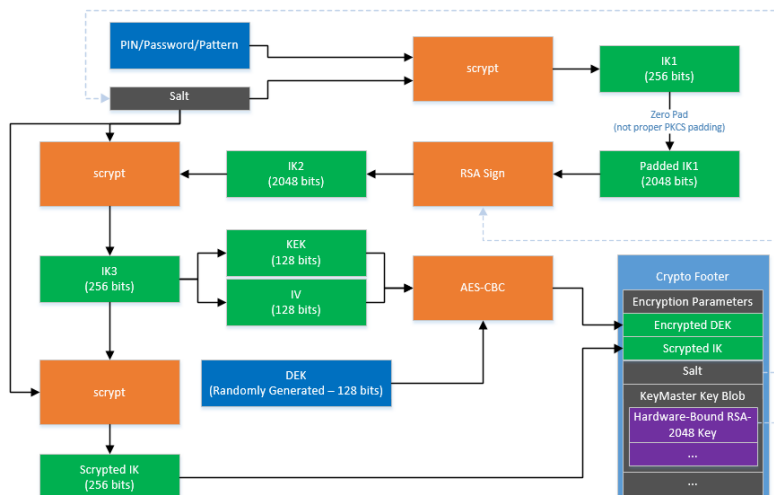 PIN/Password/Pattern
scrypt
IK1
(256 bits)
Salt
Zero Pad
(not proper PKCS padding)
scrypt
IK2
(2048 bits)
RSA Sign
Padded IK1
(2048 bits)
KEK
(128 bits)
IK3
(256 bits)
IV
(128 bits)
AES-CBC
Crypto Footer
Encryption Parameters
Encrypted DEK
Scrypted IK
Salt
KeyMaster Key Blob
Hardware-Bound RSA-
2048 Key
...
...
DEK
(Randomly Generated – 128 bits)
scrypt
Scrypted IK
(256 bits)